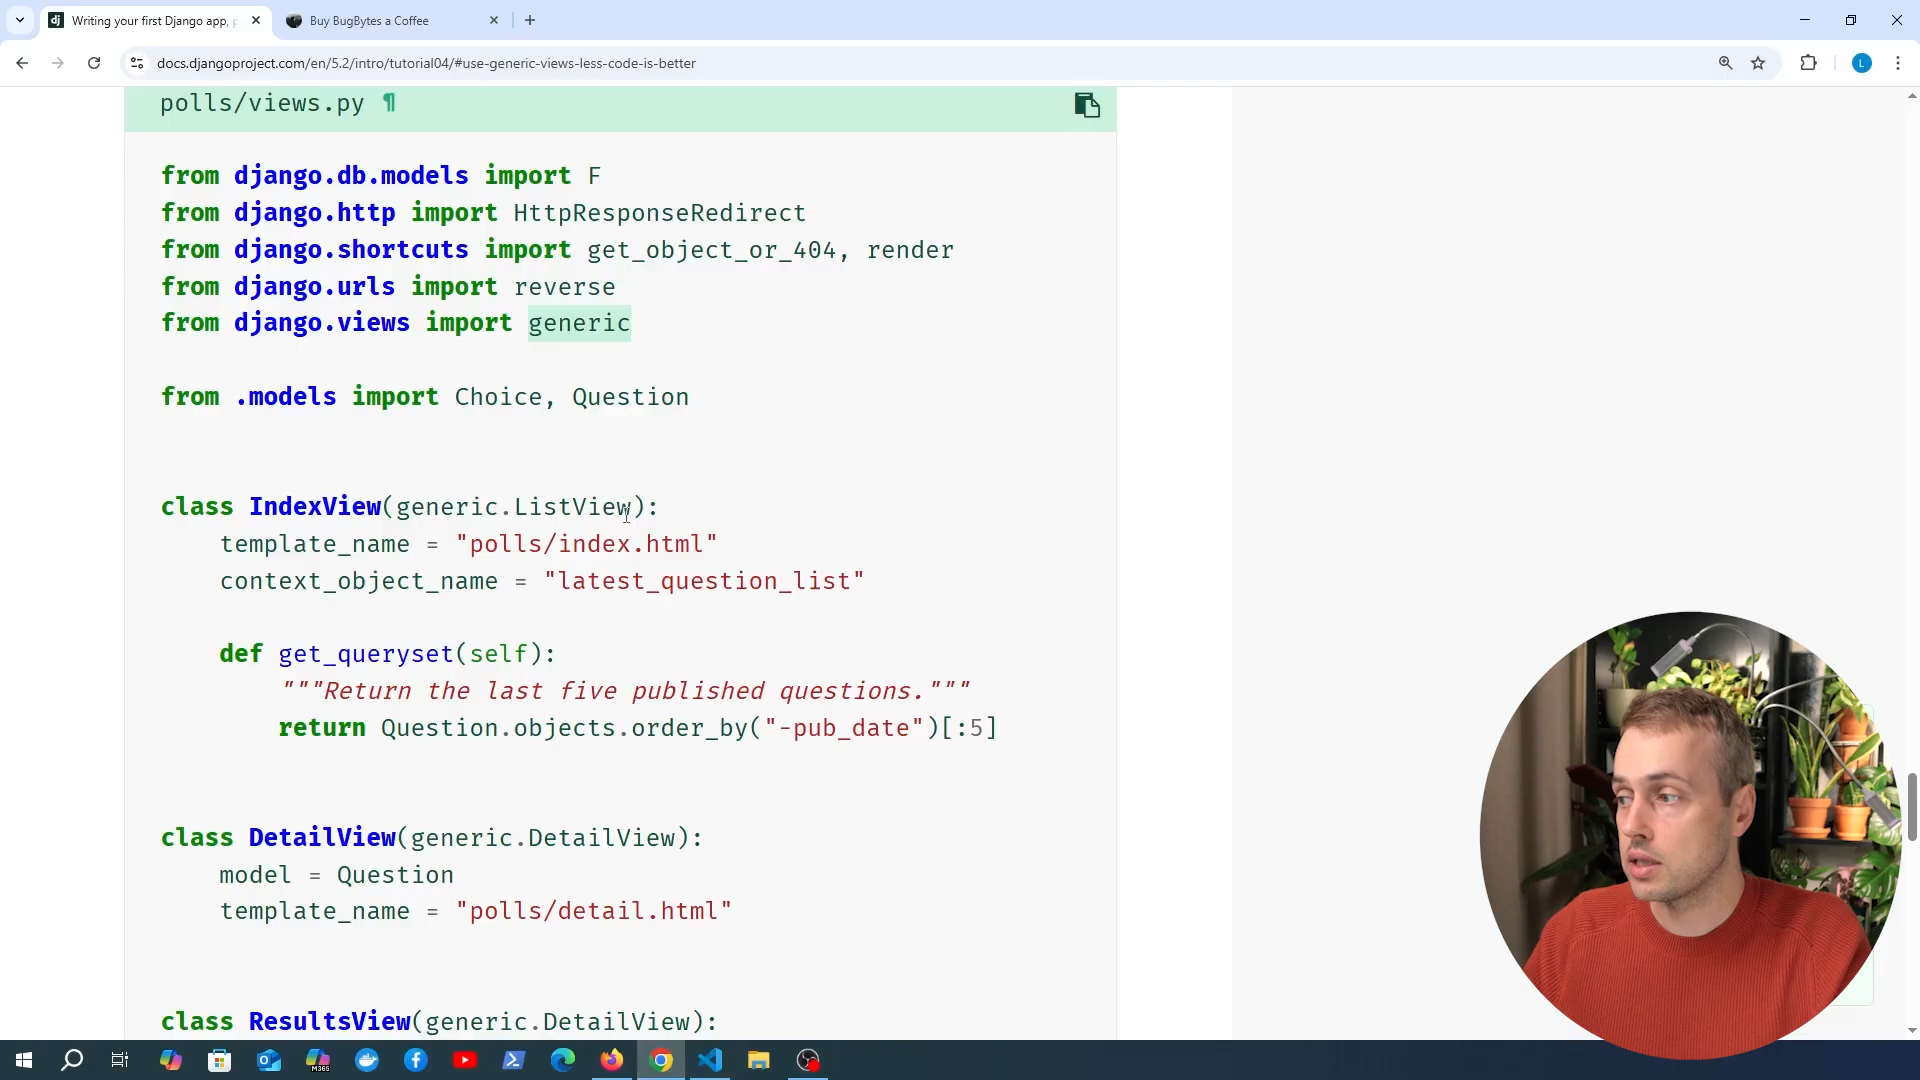 Writing your first Django app, p
Buy BugBytes a Coffee
docs.djangoproject.com/en/5.2/intro/tutorial04/#use-generic-views-less-code-is-better
L
polls/views.py ¶
from django.db.models import F
from django.http import HttpResponseRedirect
from django.shortcuts import get_object_or_404, render
from django.urls import reverse
from django.views import generic
from .models import Choice, Question
class IndexView(generic.ListView):
template_name = "polls/index.html"
context_object_name = "latest_question_list"
def get_queryset(self):
"""Return the last five published questions."""
return Question.objects.order_by("-pub_date")[:5]
class DetailView(generic.DetailView):
model = Question
template_name = "polls/detail.html"
class ResultsView(generic.DetailView):